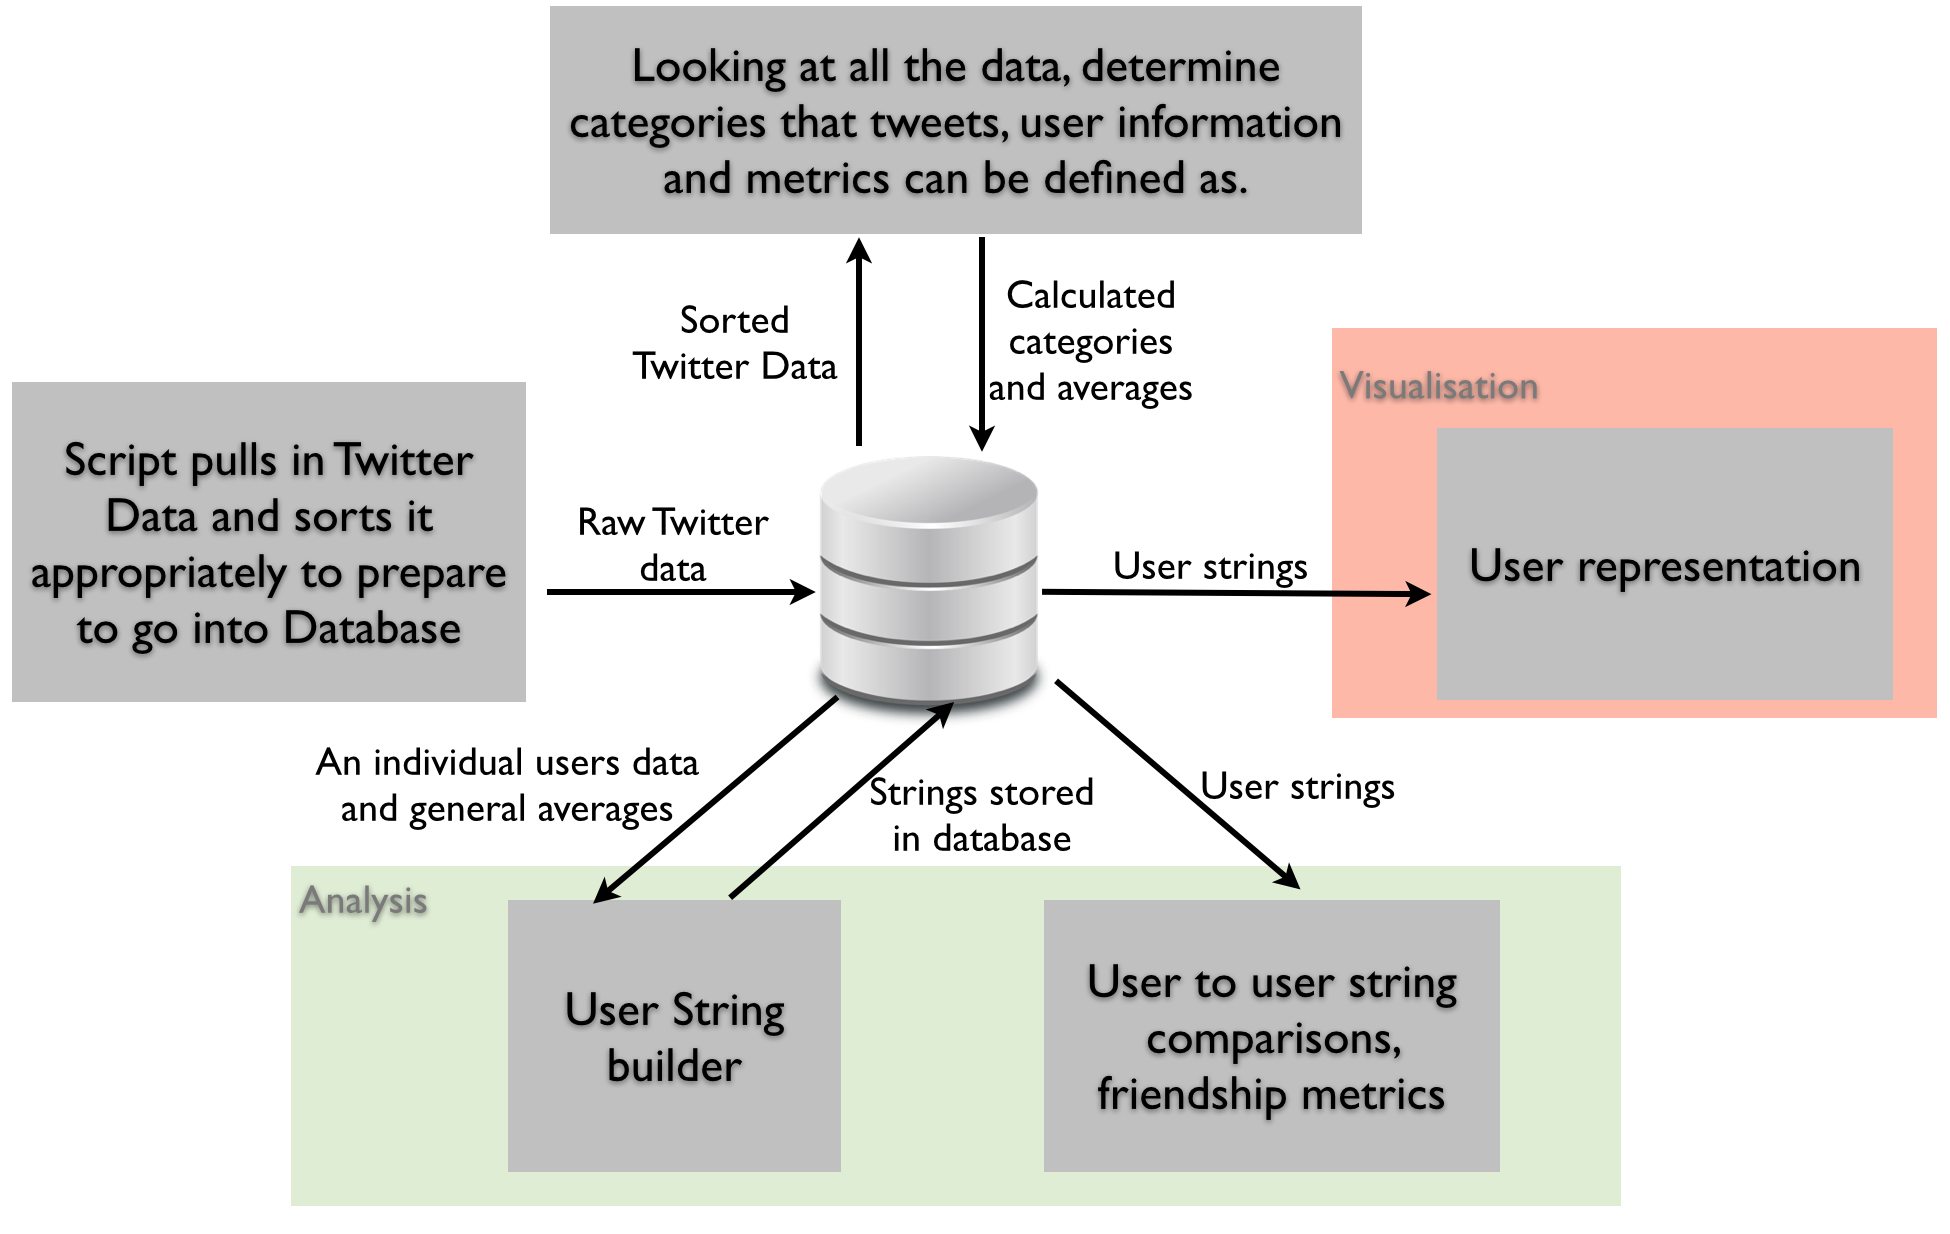 Looking at all the data, determine
categories that tweets, user information
and metrics can be defined as.
Sorted
Twitter Data
Calculated
categories
and averages
Visualisation
Script pulls in Twitter
Data and sorts it
appropriately to prepare
to go into Database
Raw Twitter
data
User strings
User representation
An individual users data
and general averages
Strings stored
in database
User strings
Analysis
User String
builder
User to user string
comparisons,
friendship metrics